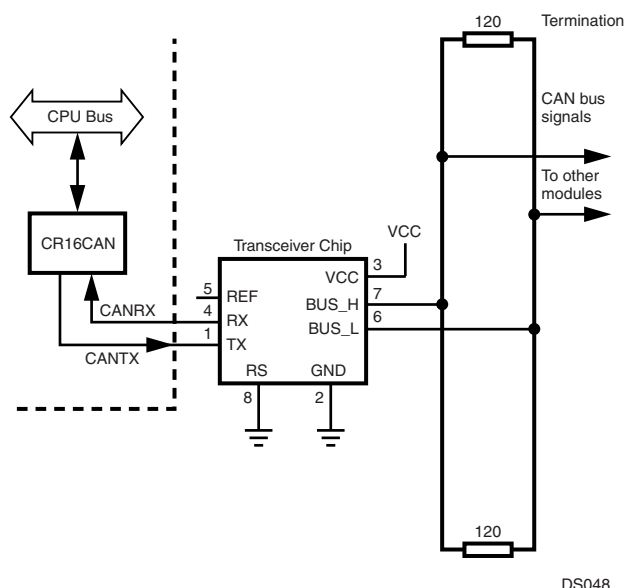 120
Termination
CPU Bus
CAN bus
signals
To other
modules
CR16CAN
Transceiver Chip
VCC
3
VCC
5
REF
7
BUS_H
CANRX
4
RX
6
BUS_L
1
TX
CANTX
RS
GND
8
2
120
DS048